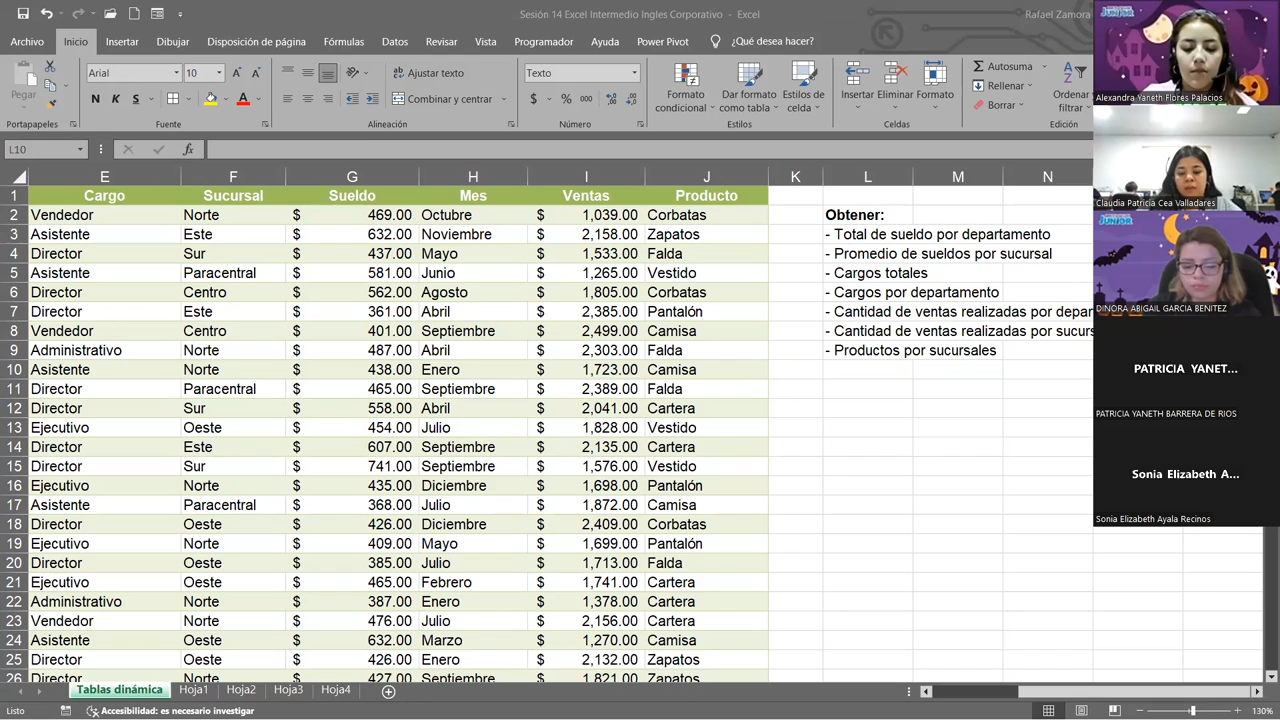 Sesión 14 Excel Intermedio Ingles Corporativo - Excel
Rafael Zamora
Archivo Inicio Insertar Dibujar Disposición de página Fórmulas Datos Revisar Vista Programador Ayuda Power Pivot ¿Qué desea hacer?
Pegar
Arial 10
N K S
Ajustar texto
Combinar y centrar
Texto
$ % 000
Formato condicional
Dar formato como tabla
Estilos de celda
Insertar Eliminar Formato
Autosuma
Rellenar
Borrar
Ordenar
filtrar
Portapapeles Fuente Alineación Número Estilos Celdas Edición
L10 fx
E F G H I J K L M N
1 Cargo Sucursal Sueldo Mes Ventas Producto
2 Vendedor Norte $ 469.00 Octubre $ 1,039.00 Corbatas Obtener:
3 Asistente Este $ 632.00 Noviembre $ 2,158.00 Zapatos - Total de sueldo por departamento
4 Director Sur $ 437.00 Mayo $ 1,533.00 Falda - Promedio de sueldos por sucursal
5 Asistente Paracentral $ 581.00 Junio $ 1,265.00 Vestido - Cargos totales
6 Director Centro $ 562.00 Agosto $ 1,805.00 Corbatas - Cargos por departamento
7 Director Este $ 361.00 Abril $ 2,385.00 Pantalón - Cantidad de ventas realizadas por depar
8 Vendedor Centro $ 401.00 Septiembre $ 2,499.00 Camisa - Cantidad de ventas realizadas por sucurs
9 Administrativo Norte $ 487.00 Abril $ 2,303.00 Falda - Productos por sucursales
10 Asistente Norte $ 438.00 Enero $ 1,723.00 Camisa
11 Director Paracentral $ 465.00 Septiembre $ 2,389.00 Falda
12 Director Sur $ 558.00 Abril $ 2,041.00 Cartera
13 Ejecutivo Oeste $ 454.00 Julio $ 1,828.00 Vestido
14 Director Este $ 607.00 Septiembre $ 2,135.00 Cartera
15 Director Sur $ 741.00 Septiembre $ 1,576.00 Vestido
16 Ejecutivo Norte $ 435.00 Diciembre $ 1,698.00 Pantalón
17 Asistente Paracentral $ 368.00 Julio $ 1,872.00 Camisa
18 Director Oeste $ 426.00 Diciembre $ 2,409.00 Corbatas
19 Ejecutivo Norte $ 409.00 Mayo $ 1,699.00 Pantalón
20 Director Oeste $ 385.00 Julio $ 1,713.00 Falda
21 Ejecutivo Oeste $ 465.00 Febrero $ 1,741.00 Cartera
22 Administrativo Norte $ 387.00 Enero $ 1,378.00 Cartera
23 Vendedor Norte $ 476.00 Julio $ 2,156.00 Cartera
24 Asistente Oeste $ 632.00 Marzo $ 1,270.00 Camisa
25 Director Oeste $ 426.00 Enero $ 2,132.00 Zapatos
26 Director Norte $ 427.00 Septiembre $ 1,821.00 Zapatos
Tablas dinámica Hoja1 Hoja2 Hoja3 Hoja4
Listo Accesibilidad: es necesario investigar 130%
JUNIOR
Alexandra Yaneth Flores Palacios
Claudia Patricia Cea Valladares
JUNIOR
DINORA ABIGAIL GARCIA BENITEZ
PATRICIA YANET...
PATRICIA YANETH BARRERA DE RIOS
Sonia Elizabeth A...
Sonia Elizabeth Ayala Recinos